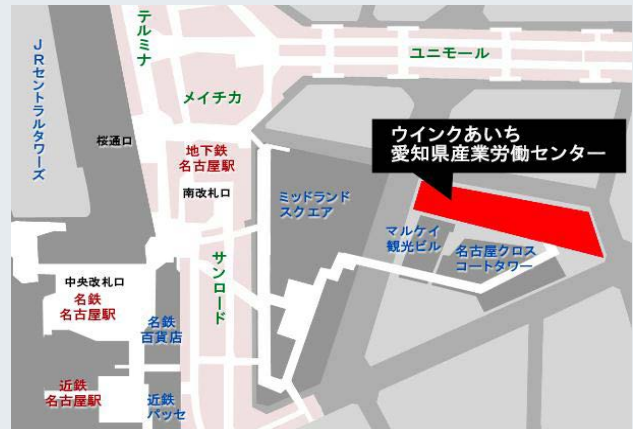 テルミナ
JRセントラルタワーズ
ユニモール
メイチカ
桜通口
地下鉄
名古屋駅
南改札口
ウインクあいち
愛知県産業労働センター
ミッドランド
スクエア
マルケイ
観光ビル
名古屋クロス
コートタワー
サンロード
中央改札口
名鉄
名古屋駅
名鉄
百貨店
近鉄
名古屋駅
近鉄
パッセ